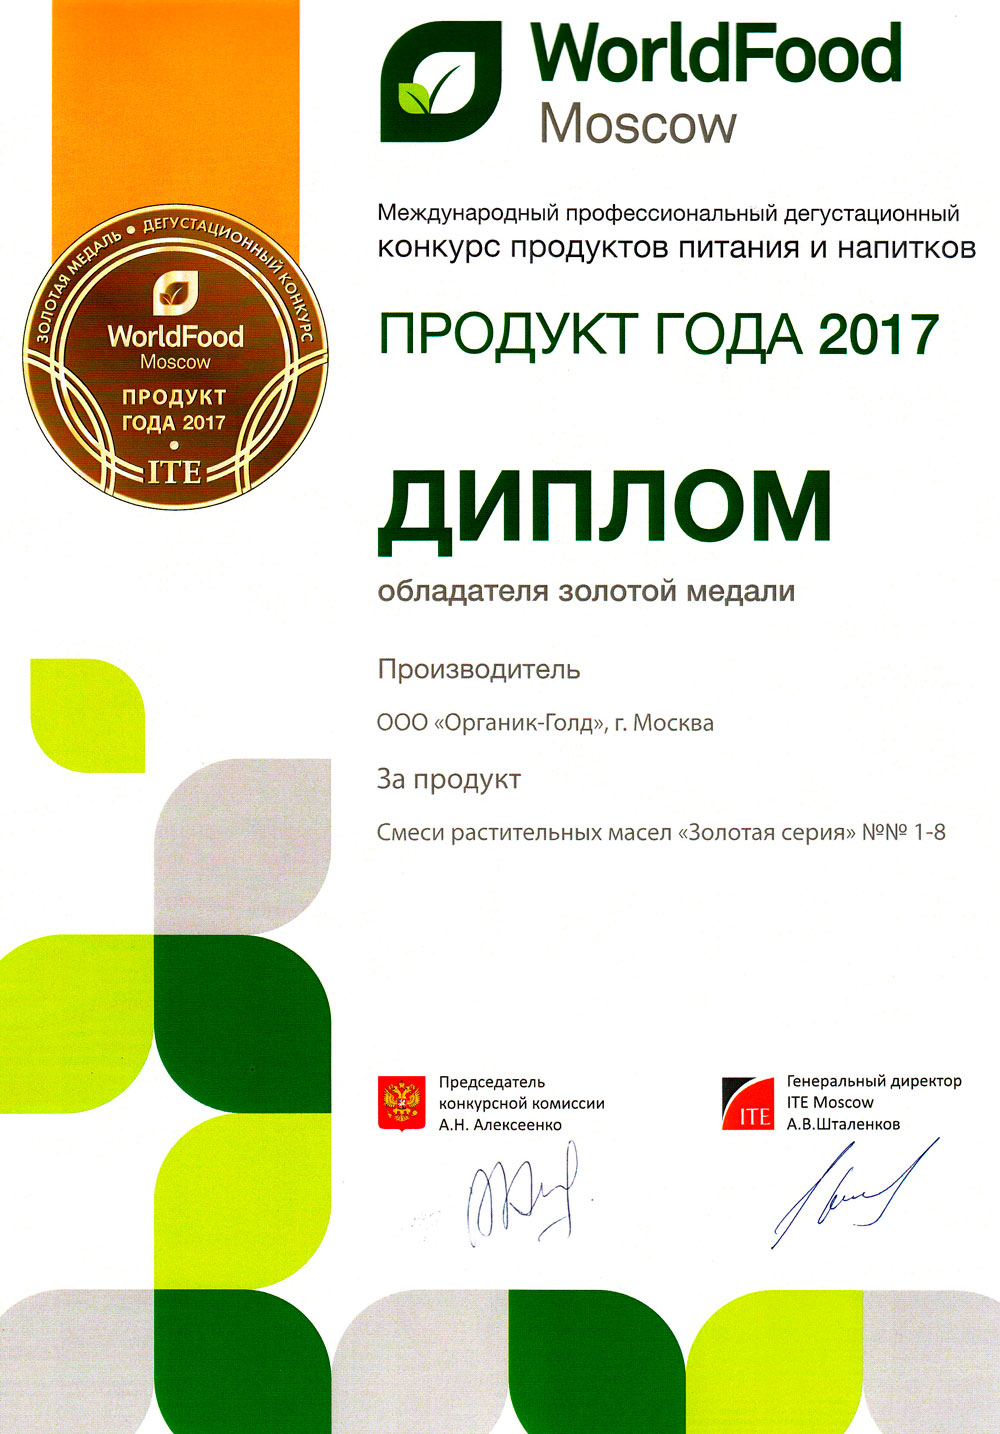 WorldFood
Moscow
Международный профессиональный дегустационный
конкурс продуктов питания и напитков
ПРОДУКТ ГОДА 2017
ЗОЛОТАЯ МЕДАЛЬ • ДЕГУСТАЦИОННЫЙ КОНКУРС
WorldFood
Moscow
ПРОДУКТ
ГОДА 2017
ITE
ДИПЛОМ
обладателя золотой медали
Производитель
ООО «Органик-Голд», г. Москва
За продукт
Смеси растительных масел «Золотая серия» №№ 1-8
Председатель
конкурсной комиссии
А.Н. Алексеенко
ITE
Генеральный директор
ITE Moscow
А.В.Шталенков